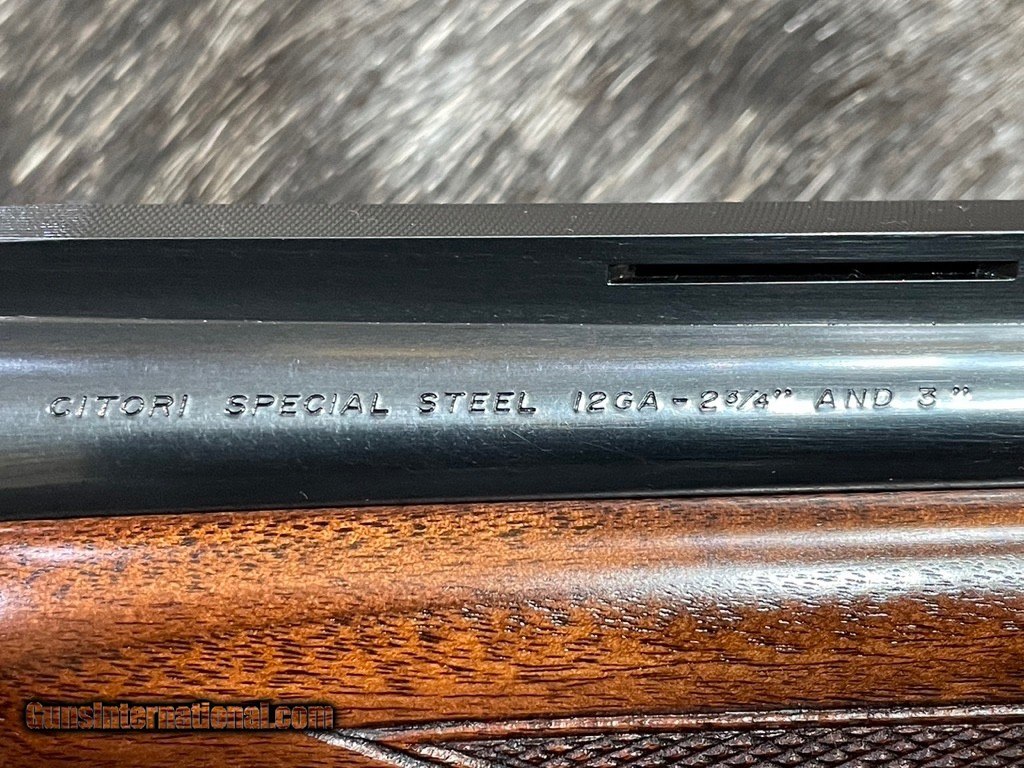 CITORI SPECIAL STEEL 12GA-2¾" AND 3"
GunsInternational.com